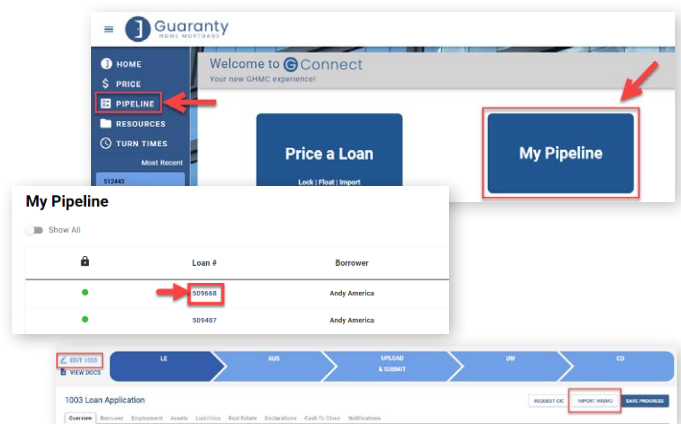 Guaranty
HOME MORTGAGE
HOME
PRICE
PIPELINE
RESOURCES
TURN TIMES
Most Recent
512443
Welcome to G Connect
Your new GHMC experience!
Price a Loan
Lock | Float | Import
My Pipeline
My Pipeline
Show All
Loan #
Borrower
509668
Andy America
509407
Andy America
EDIT 1003
VIEW DOCS
LE
AUS
UPLOAD
& SUBMIT
UW
CD
1003 Loan Application
REQUEST CIC
IMPORT MISMO
SAVE PROGRESS
Overview Borrower Employment Assets Liabilities Real Estate Declarations Cash To Close Notifications